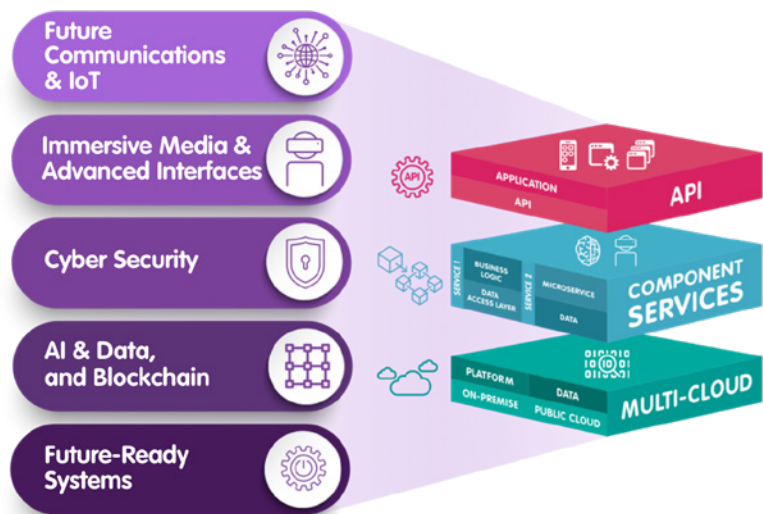 Future
Communications
& IoT
Immersive Media &
Advanced Interfaces
Cyber Security
AI & Data,
and Blockchain
Future-Ready
Systems
API
APPLICATION
API
API
SERVICE 1
BUSINESS
LOGIC
DATA
ACCESS LAYER
SERVICE 2
MICROSERVICE
DATA
COMPONENT
SERVICES
PLATFORM
DATA
ON-PREMISE
PUBLIC CLOUD
MULTI-CLOUD